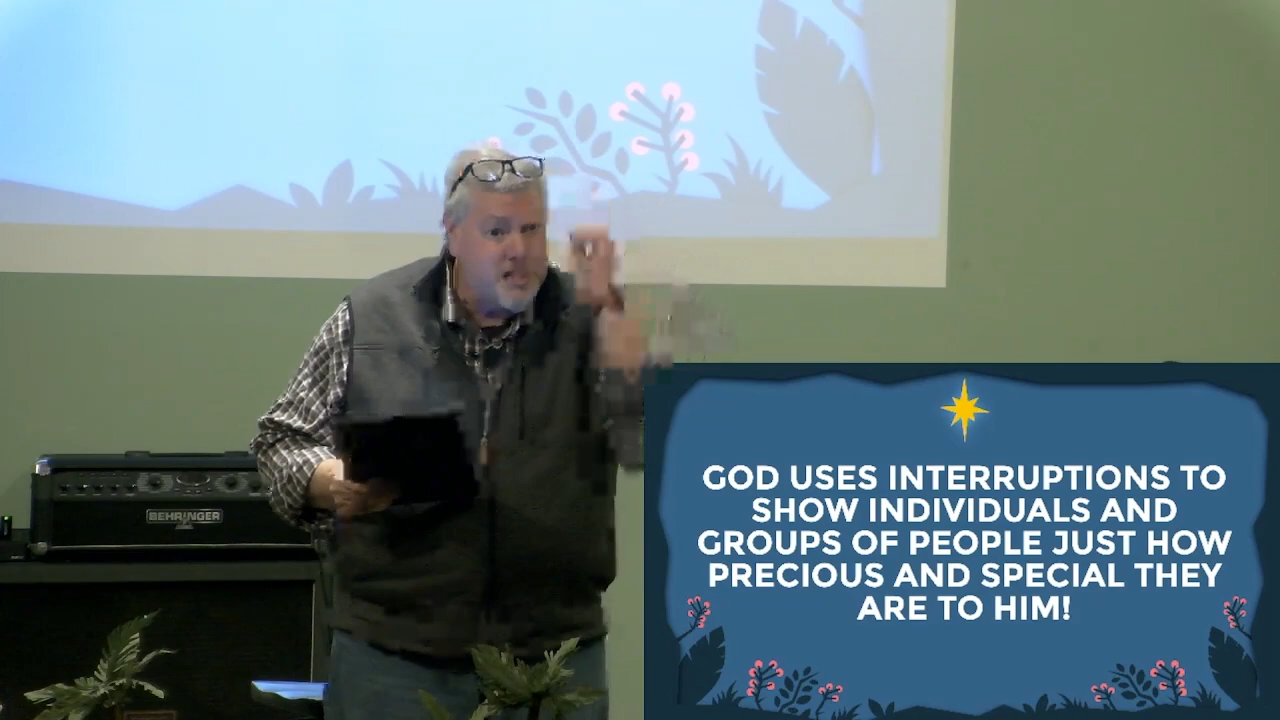 BEHRINGER
GOD USES INTERRUPTIONS TO
SHOW INDIVIDUALS AND
GROUPS OF PEOPLE JUST HOW
PRECIOUS AND SPECIAL THEY
ARE TO HIM!